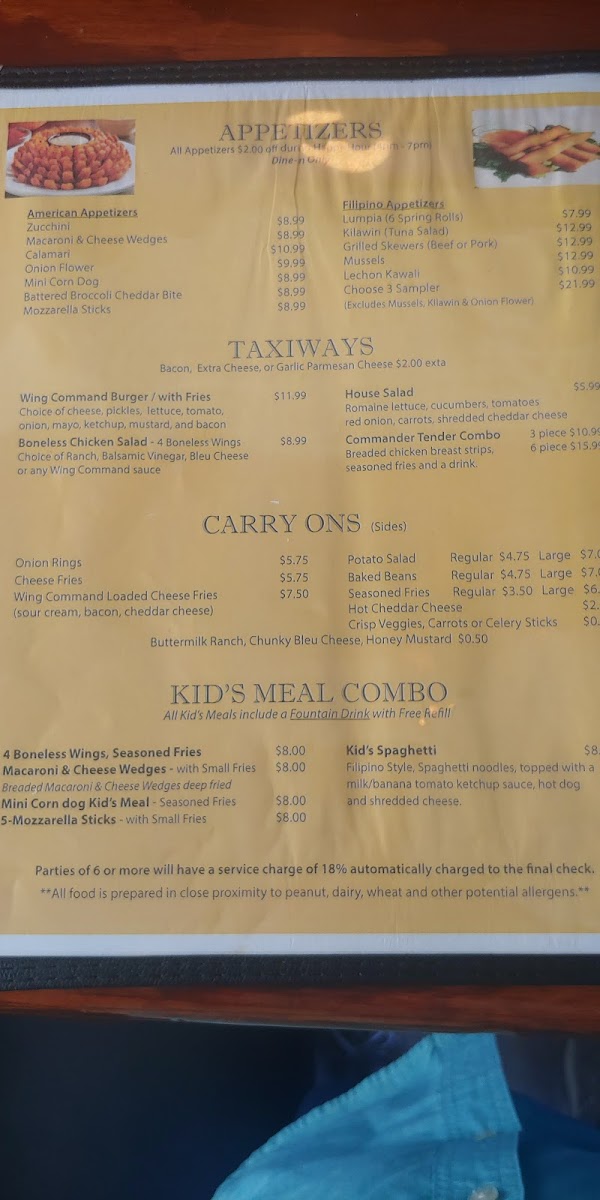 APPETIZERS
All Appetizers $2.00 off - 7pm)
Dine-n
American Appetizers
Zucchini $8.99
Macaroni & Cheese Wedges $8.99
Calamari $10.99
Onion Flower $9.99
Mini Corn Dog $8.99
Battered Broccoli Cheddar Bite $8.99
Mozzarella Sticks $8.99
Filipino Appetizers
Lumpia (6 Spring Rolls) $7.99
Kilawin (Tuna Salad) $12.99
Grilled Skewers (Beef or Pork) $12.99
Mussels $12.99
Lechon Kawali $10.99
Choose 3 Sampler $21.99
(Excludes Mussels, Kilawin & Onion Flower)
TAXIWAYS
Bacon, Extra Cheese, or Garlic Parmesan Cheese $2.00 exta
Wing Command Burger / with Fries $11.99
Choice of cheese, pickles, lettuce, tomato,
onion, mayo, ketchup, mustard, and bacon
Boneless Chicken Salad - 4 Boneless Wings $8.99
Choice of Ranch, Balsamic Vinegar, Bleu Cheese
or any Wing Command sauce
House Salad $5.99
Romaine lettuce, cucumbers, tomatoes
red onion, carrots, shredded cheddar cheese
Commander Tender Combo 3 piece $10.99
Breaded chicken breast strips, 6 piece $15.99
seasoned fries and a drink.
CARRY ONS (Sides)
Onion Rings $5.75
Cheese Fries $5.75
Wing Command Loaded Cheese Fries $7.50
(sour cream, bacon, cheddar cheese)
Potato Salad Regular $4.75 Large $7.
Baked Beans Regular $4.75 Large $7.
Seasoned Fries Regular $3.50 Large $6.
Hot Cheddar Cheese $2.
Crisp Veggies, Carrots or Celery Sticks $0.
Buttermilk Ranch, Chunky Bleu Cheese, Honey Mustard $0.50
KID'S MEAL COMBO
All Kid's Meals include a Fountain Drink with Free Refill
4 Boneless Wings, Seasoned Fries $8.00
Macaroni & Cheese Wedges - with Small Fries $8.00
Breaded Macaroni & Cheese Wedges deep fried
Mini Corn dog Kid's Meal - Seasoned Fries $8.00
5-Mozzarella Sticks - with Small Fries $8.00
Kid's Spaghetti $8.
Filipino Style, Spaghetti noodles, topped with a
milk/banana tomato ketchup sauce, hot dog
and shredded cheese.
Parties of 6 or more will have a service charge of 18% automatically charged to the final check.
**All food is prepared in close proximity to peanut, dairy, wheat and other potential allergens.**